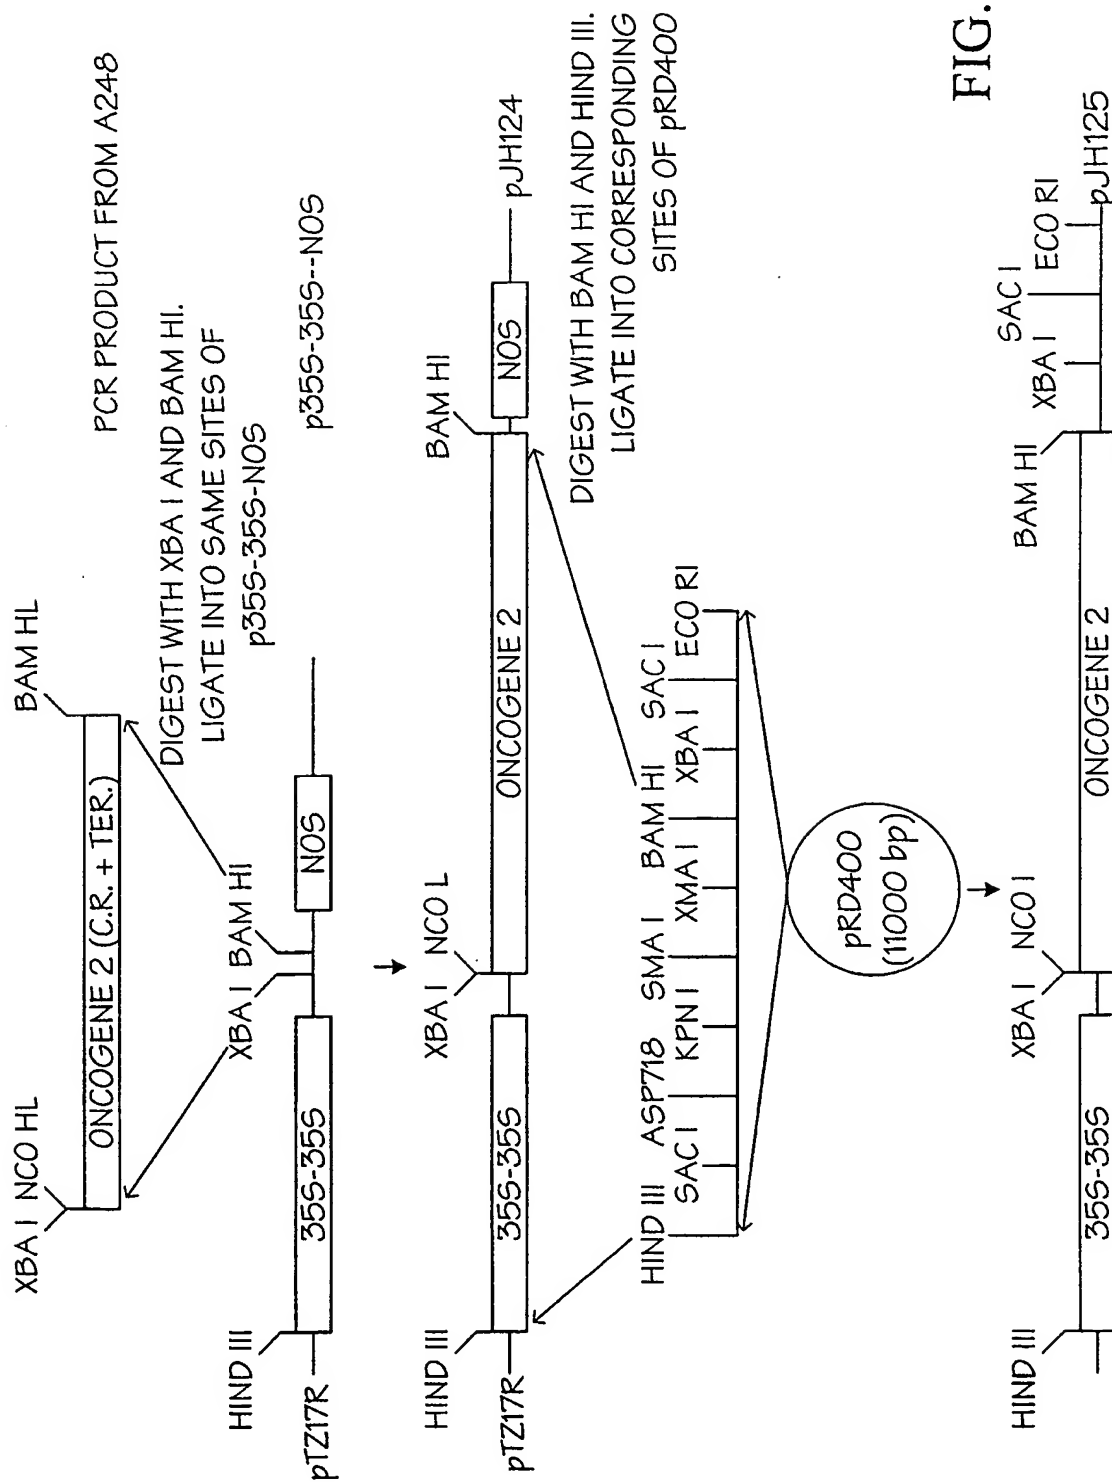 XBA I NCO HL
BAM HL
ONCOGENE 2 (C.R. + TER.)
PCR PRODUCT FROM A248
DIGEST WITH XBA I AND BAM HI.
LIGATE INTO SAME SITES OF
p35S-35S-NOS
HIND III
XBA I BAM HI
pTZ17R
35S-35S
NOS
p35S-35S--NOS
HIND III
XBA I NCO L
BAM HI
pTZ17R
35S-35S
ONCOGENE 2
NOS
pJH124
DIGEST WITH BAM HI AND HIND III.
LIGATE INTO CORRESPONDING
SITES OF pRD400
HIND III ASP718 SMA I BAM HI SAC I
SAC I KPN I XMA I XBA I ECO RI
pRD400
(11000 bp)
HIND III
XBA I NCO I
BAM HI
SAC I
XBA I ECO RI
35S-35S
ONCOGENE 2
pJH125
FIG.